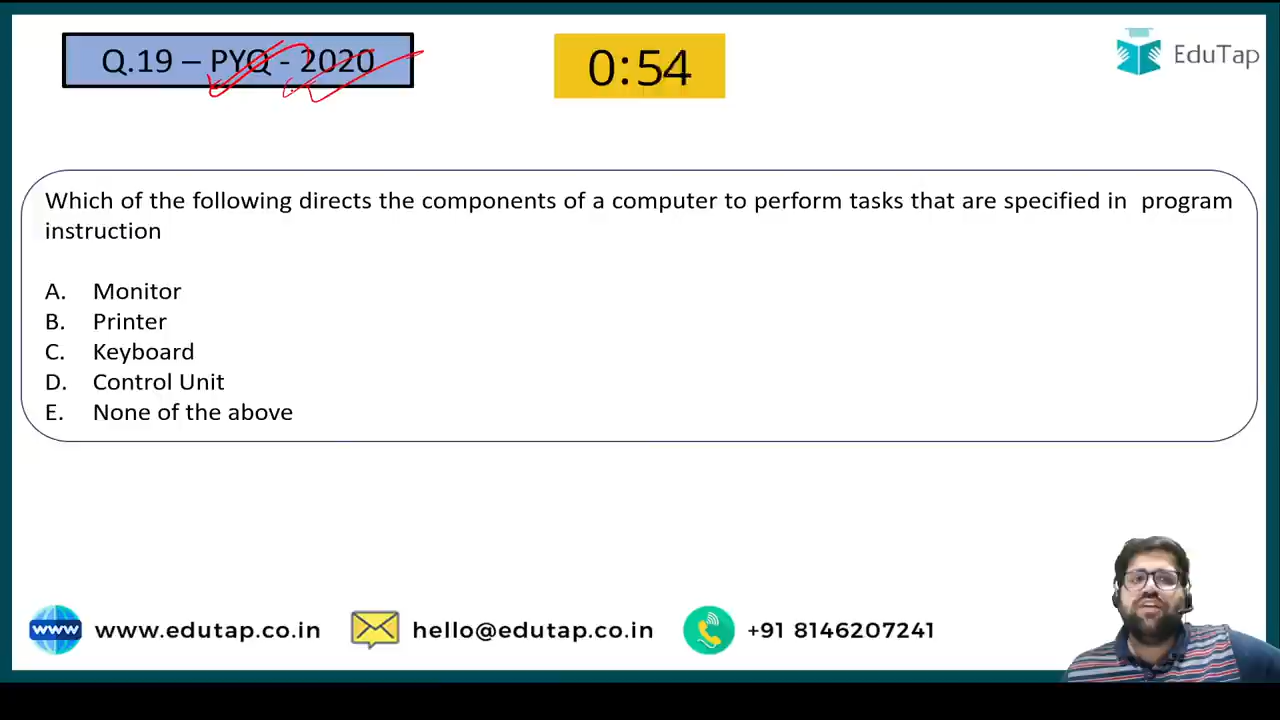 Q.19 – PYQ - 2020
0:54
EduTap
Which of the following directs the components of a computer to perform tasks that are specified in program
instruction
A. Monitor
B. Printer
C. Keyboard
D. Control Unit
E. None of the above
www www.edutap.co.in hello@edutap.co.in +91 8146207241